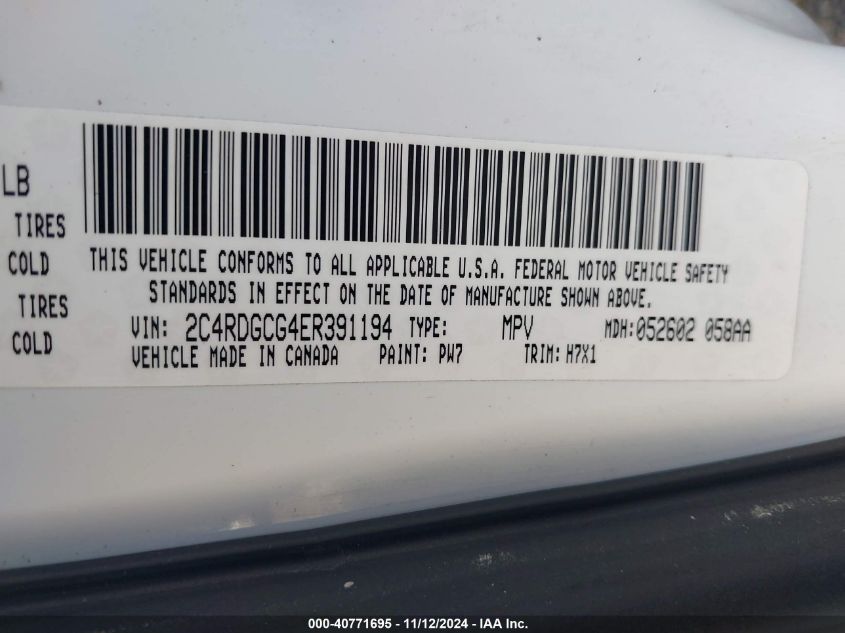 LB
TIRES
COLD
TIRES
COLD
THIS VEHICLE CONFORMS TO ALL APPLICABLE U.S.A. FEDERAL MOTOR VEHICLE SAFETY
STANDARDS IN EFFECT ON THE DATE OF MANUFACTURE SHOWN ABOVE.
VIN: 2C4RDGCG4ER391194 TYPE: MPV MDH:052602 058AA
VEHICLE MADE IN CANADA PAINT: PW7 TRIM: H7X1
000-40771695 - 11/12/2024 - IAA Inc.